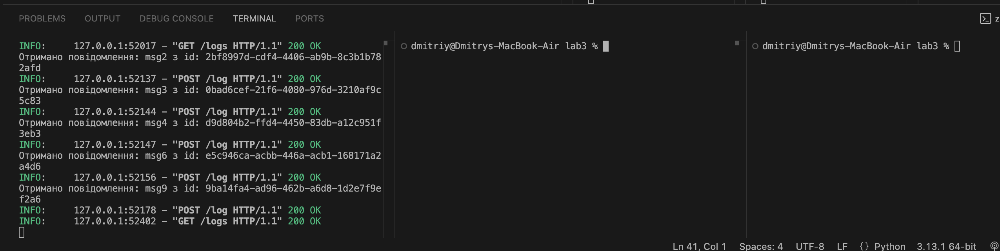 PROBLEMS OUTPUT DEBUG CONSOLE TERMINAL PORTS
z
INFO: 127.0.0.1:52017 - "GET /logs HTTP/1.1" 200 OK
Отримано повідомлення: msg2 з id: 2bf8997d-cdf4-4406-ab9b-8c3b1b78
2afd
INFO: 127.0.0.1:52137 - "POST /log HTTP/1.1" 200 OK
Отримано повідомлення: msg3 з id: 0bad6cef-21f6-4080-976d-3210af9c
5c83
INFO: 127.0.0.1:52144 - "POST /log HTTP/1.1" 200 OK
Отримано повідомлення: msg4 з id: d9d804b2-ffd4-4450-83db-a12c951f
3eb3
INFO: 127.0.0.1:52147 - "POST /log HTTP/1.1" 200 OK
Отримано повідомлення: msg6 з id: e5c946ca-acbb-446a-acb1-168171a2
a4d6
INFO: 127.0.0.1:52156 - "POST /log HTTP/1.1" 200 OK
Отримано повідомлення: msg9 з id: 9ba14fa4-ad96-462b-a6d8-1d2e7f9e
f2a6
INFO: 127.0.0.1:52178 - "POST /log HTTP/1.1" 200 OK
INFO: 127.0.0.1:52402 - "GET /logs HTTP/1.1" 200 OK
dmitriy@Dmitrys-MacBook-Air lab3 %
dmitriy@Dmitrys-MacBook-Air lab3 %
Ln 41, Col 1 Spaces: 4 UTF-8 LF {} Python 3.13.1 64-bit